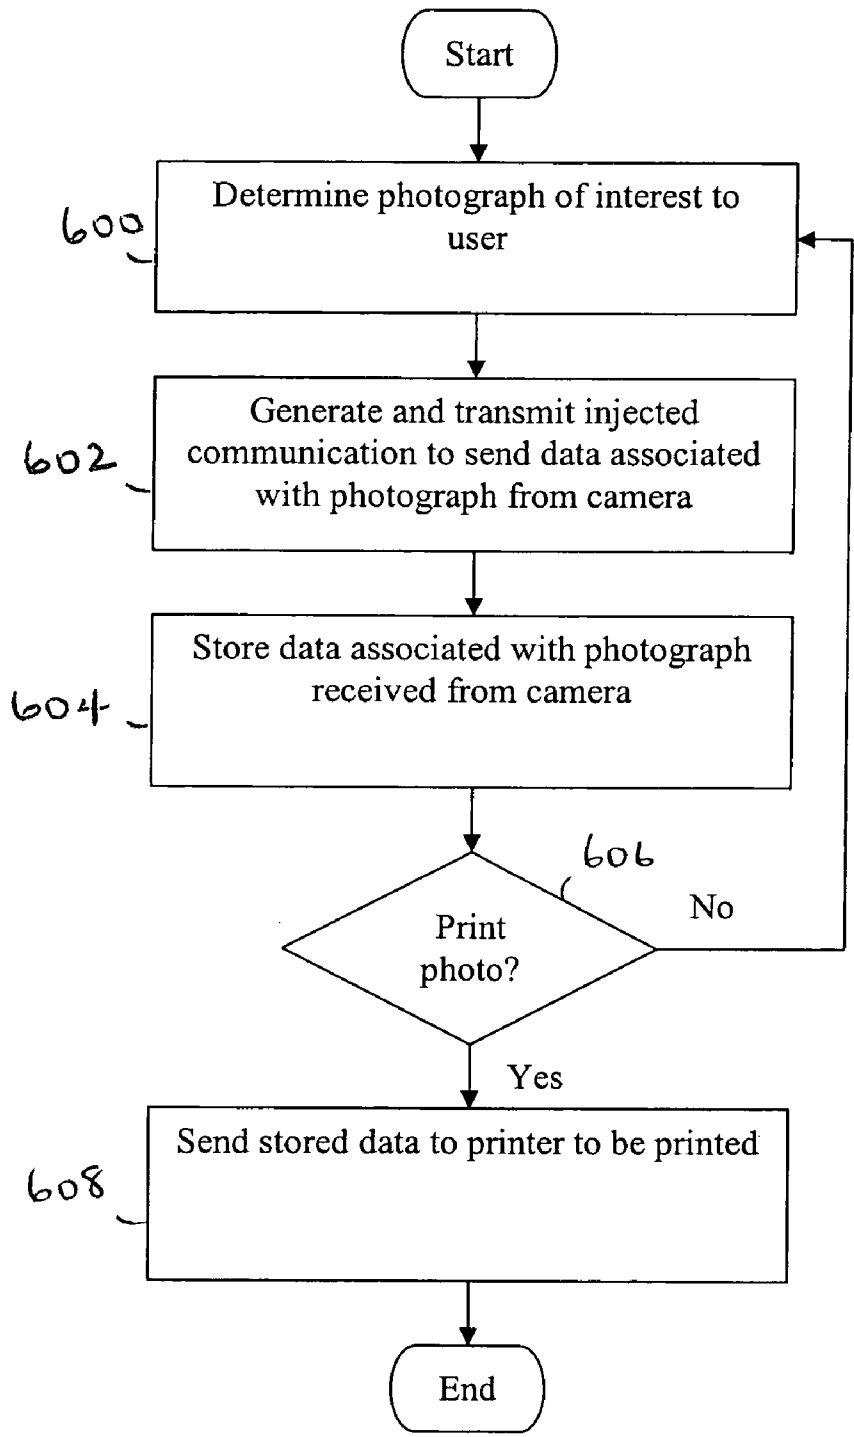 Start
Determine photograph of interest to
user
600
Generate and transmit injected
communication to send data associated
with photograph from camera
602
Store data associated with photograph
received from camera
604
606
Print
photo?
No
Yes
Send stored data to printer to be printed
608
End